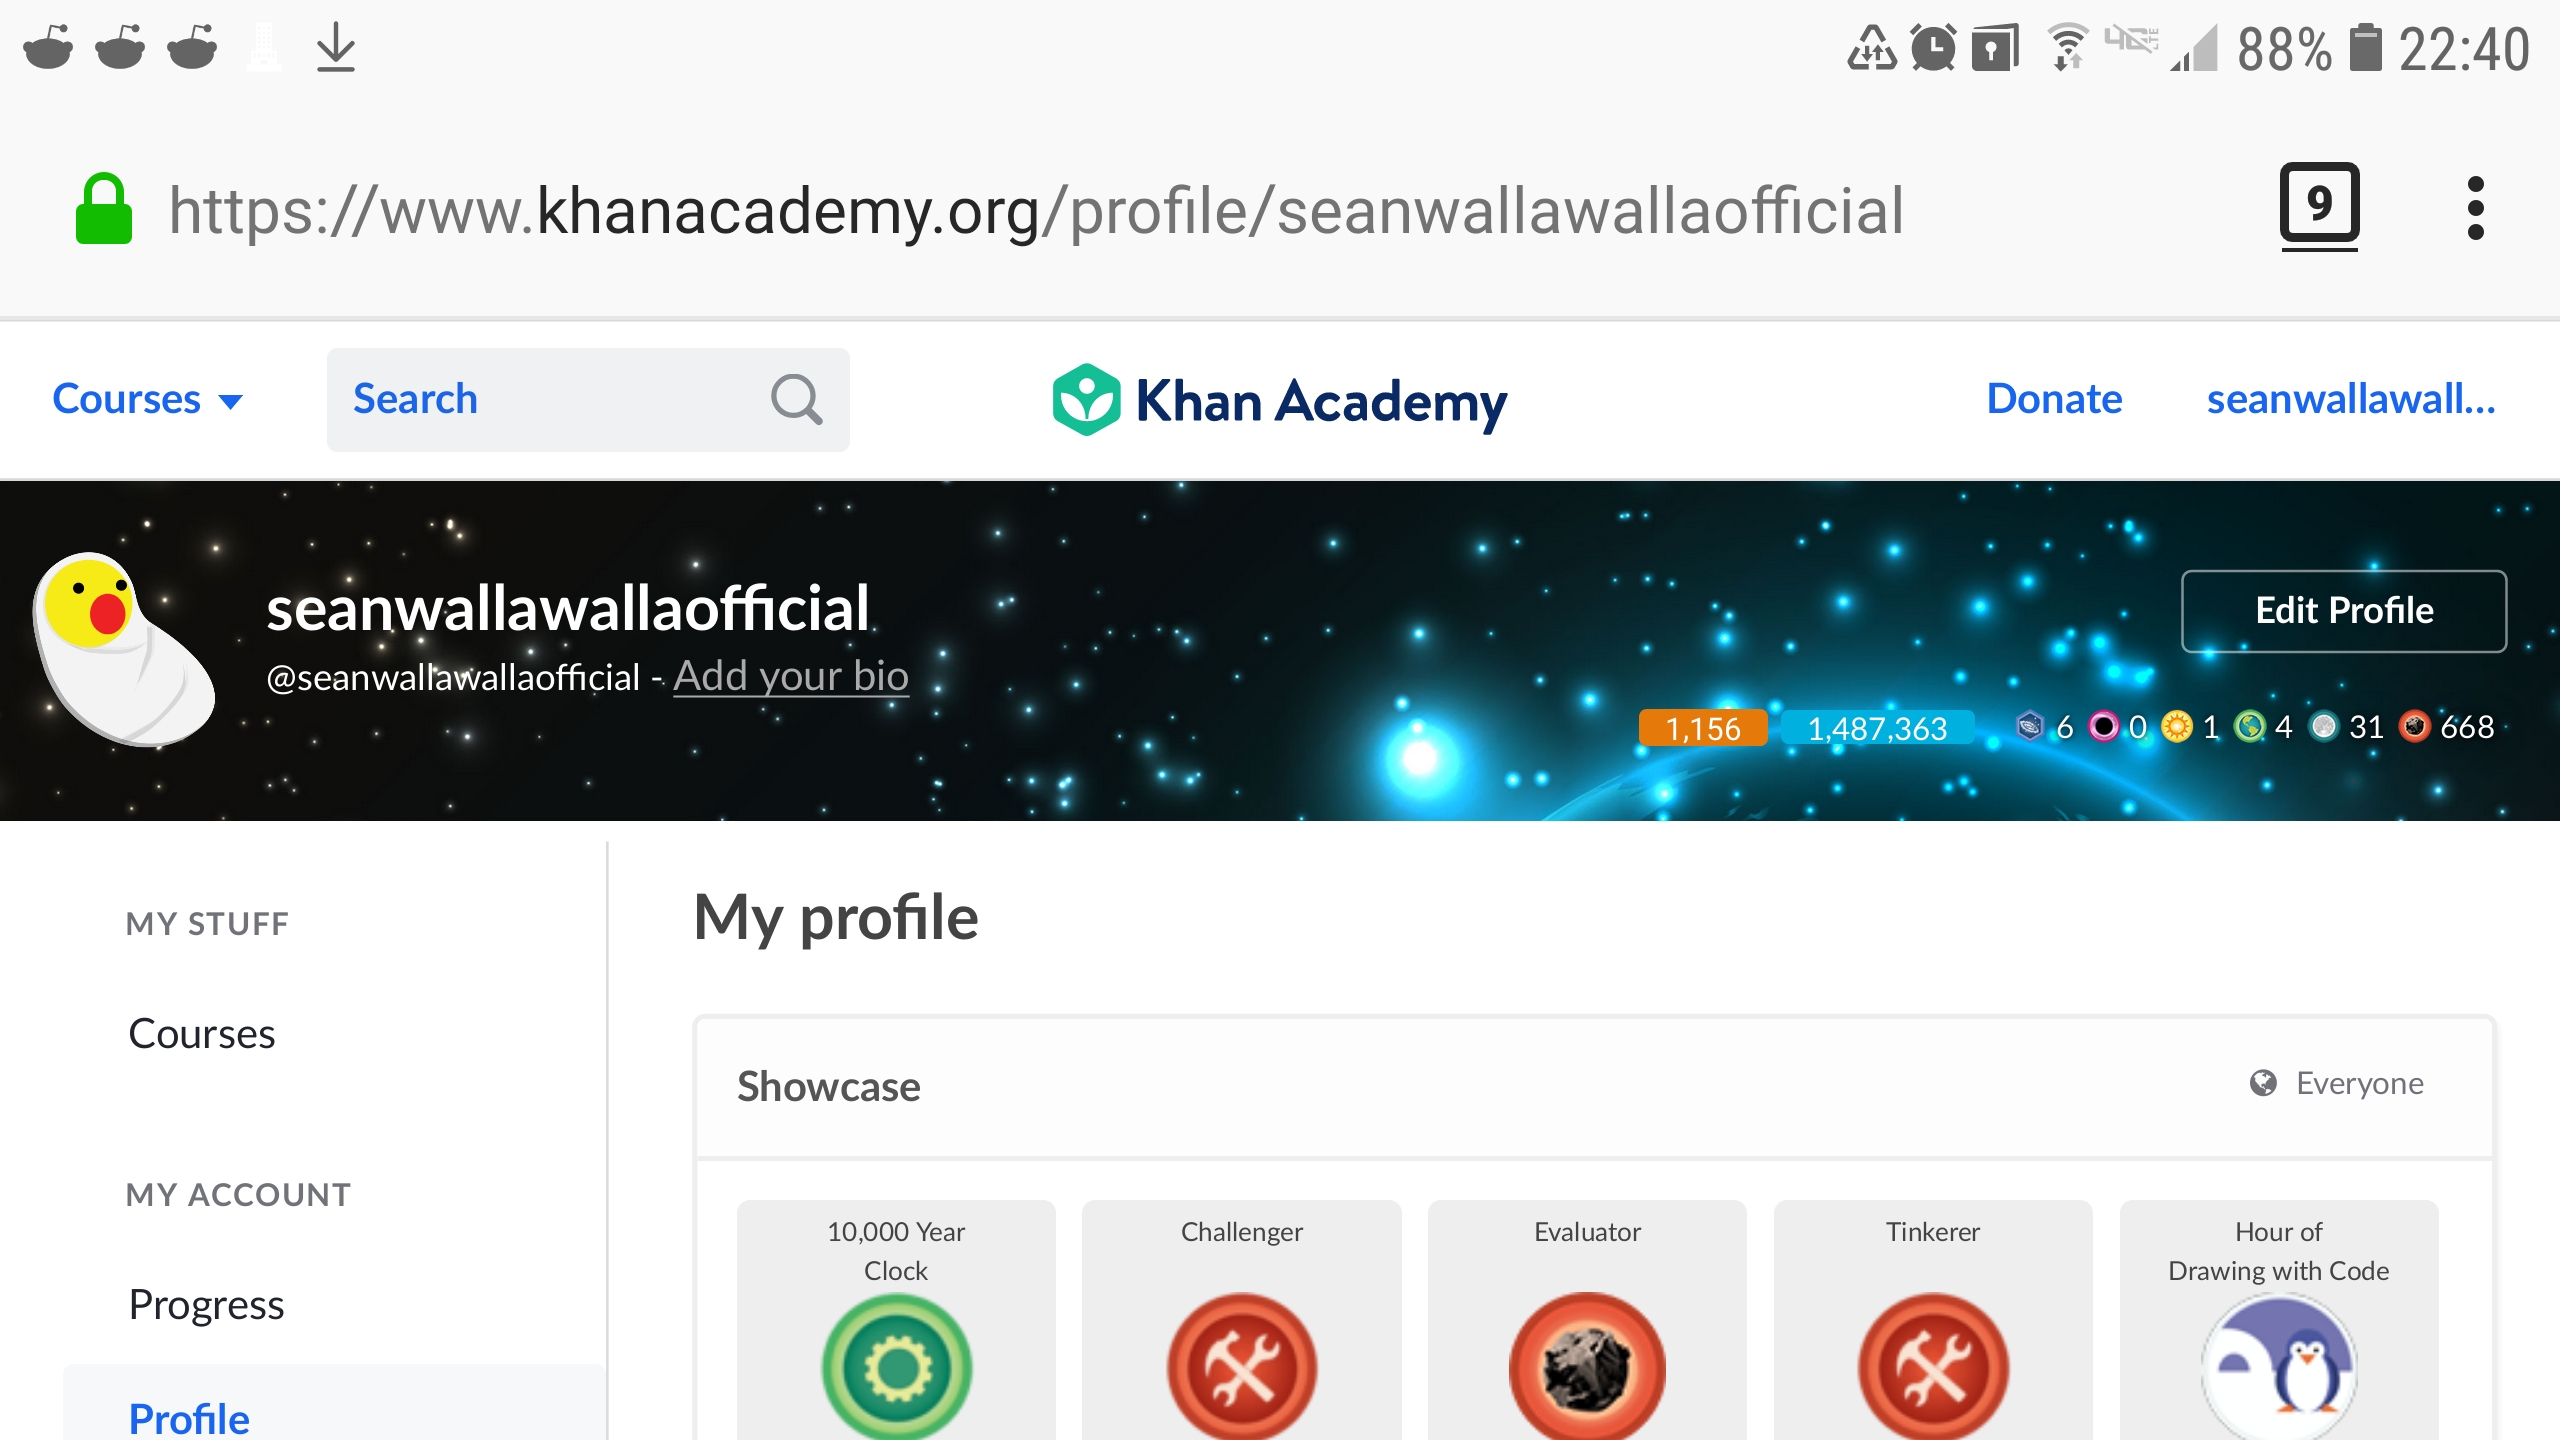 88% 22:40
https://www.khanacademy.org/profile/seanwallawallaofficial 9
Courses Search Khan Academy Donate seanwallawall...
seanwallawallaofficial
@seanwallawallaofficial - Add your bio
Edit Profile
1,156 1,487,363 6 0 1 4 31 668
MY STUFF
Courses
MY ACCOUNT
Progress
Profile
My profile
Showcase
Everyone
10,000 Year
Clock
Challenger
Evaluator
Tinkerer
Hour of
Drawing with Code